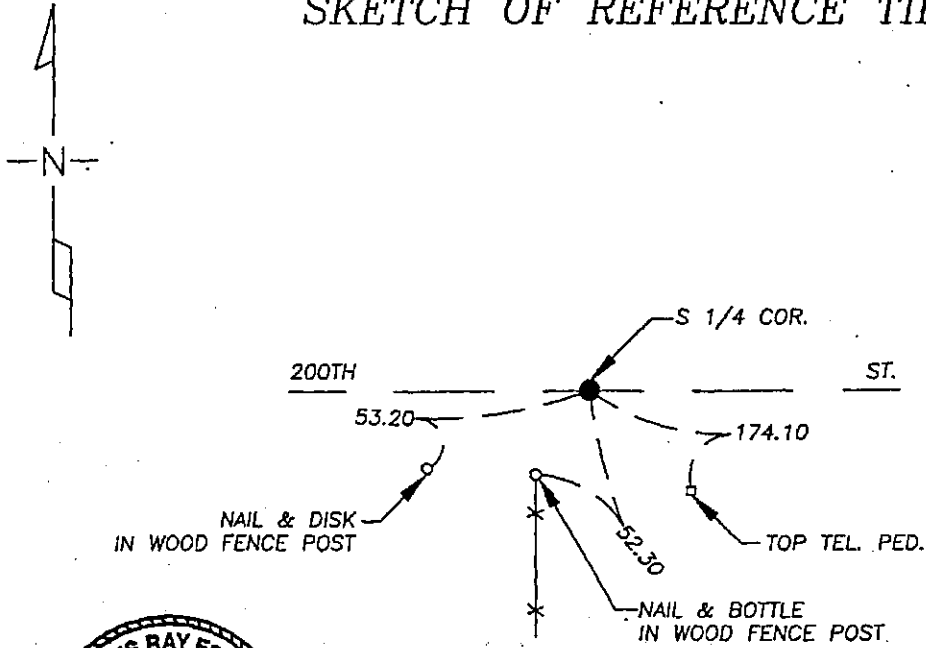 SKETCH OF REFERENCE
N
S 1/4 COR.
200TH ST.
53.20
174.10
NAIL & DISK
IN WOOD FENCE POST
52.30
TOP TEL. PED.
NAIL & BOTTLE
IN WOOD FENCE POST
BAY